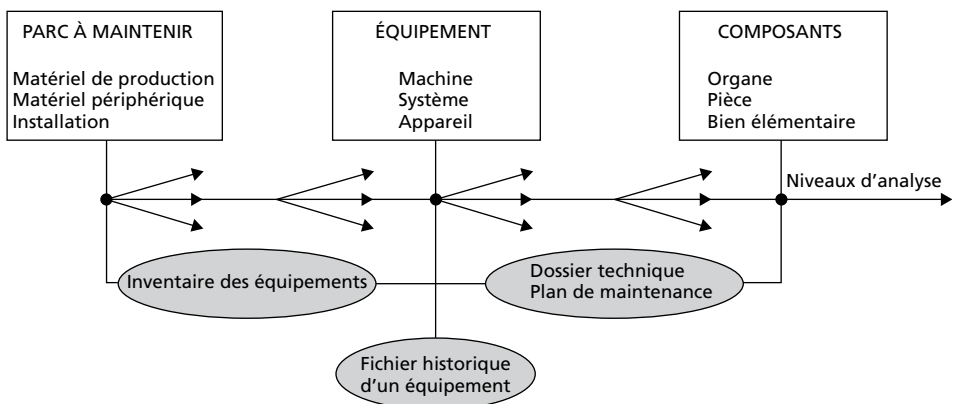 PARC À MAINTENIR
Matériel de production
Matériel périphérique
Installation
ÉQUIPEMENT
Machine
Système
Appareil
COMPOSANTS
Organe
Pièce
Bien élémentaire
Niveaux d'analyse
Inventaire des équipements
Dossier technique
Plan de maintenance
Fichier historique
d'un équipement